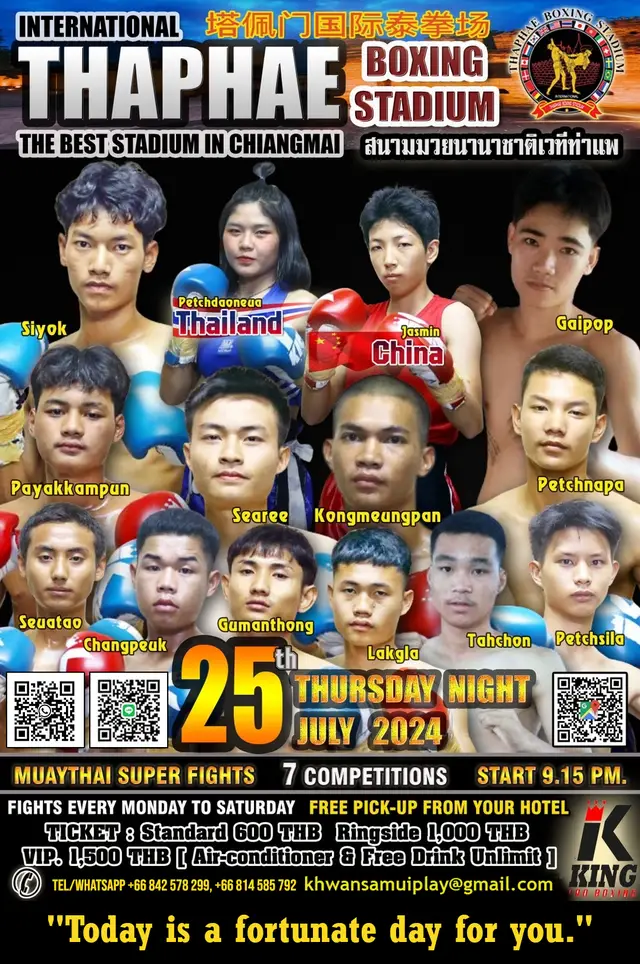 INTERNATIONAL 塔佩门国际泰拳场
THAPHAE BOXING STADIUM
THAPHAE BOXING STADIUM
INTERNATIONAL
THE BEST STADIUM IN CHIANGMAI สนามมวยนานาชาติเวทีท่าแพ
Siyok
Petchdaoneua
Thailand
Jasmin
China
Gaipop
Payakkampun
Searee
Kongmeungpan
Petchnapa
Seuatao
Changpeuk
Gumanthong
Lakgla
Tahchon
Petchsila
25th THURSDAY NIGHT
JULY 2024
MUAYTHAI SUPER FIGHTS 7 COMPETITIONS START 9.15 PM.
FIGHTS EVERY MONDAY TO SATURDAY FREE PICK-UP FROM YOUR HOTEL
TICKET : Standard 600 THB Ringside 1,000 THB
VIP. 1,500 THB [ Air-conditioner & Free Drink Unlimit ]
TEL/WHATSAPP +66 842 578 299, +66 814 585 792 khwansamuiplay@gmail.com
K
KING
PRO BOXING
"Today is a fortunate day for you."